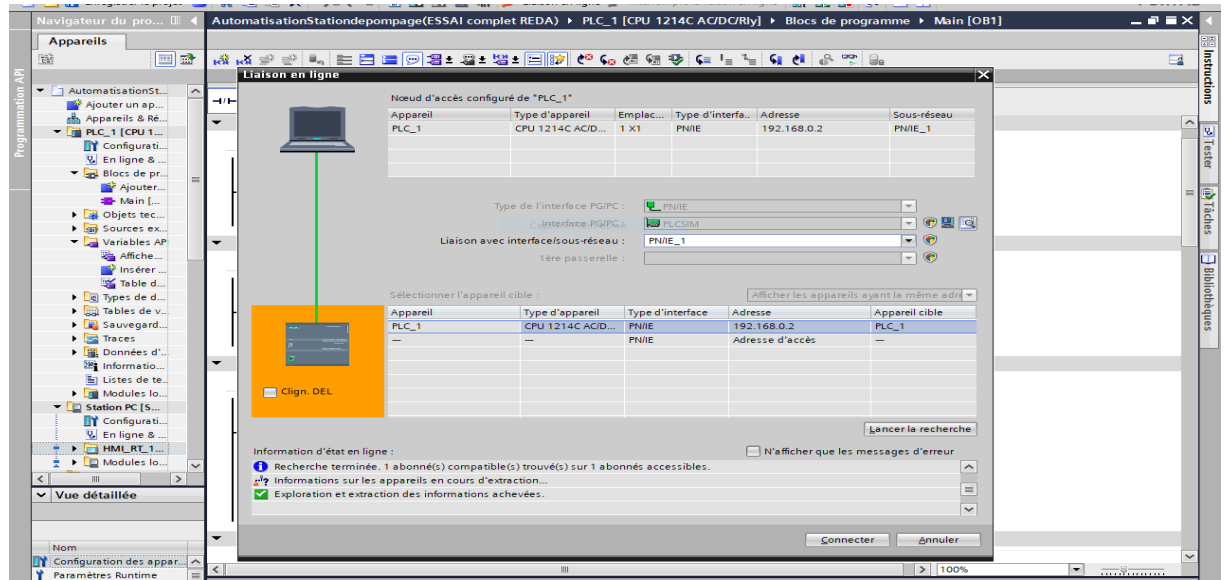 Navigateur du pro...
AutomatisationStationdepompage(ESSAI complet REDA) ▸ PLC_1 [CPU 1214C AC/DC/Rly] ▸ Blocs de programme ▸ Main [OB1]
Appareils
Programmation API
AutomatisationSt...
Ajouter un ap...
Appareils & Ré...
PLC_1 [CPU 1...
Configurati...
En ligne & ...
Blocs de pr...
Ajouter...
Main [...
Objets tec...
Sources ex...
Variables AP
Affiche...
Insérer ...
Table d...
Types de d...
Tables de v...
Sauvegard...
Traces
Données d'...
Informatio...
Listes de te..
Modules lo...
Station PC [S...
Configurati...
En ligne & ...
HMI_RT_1...
Modules lo...
Vue détaillée
Nom
Configuration des appar...
Paramètres Runtime
Liaison en ligne
Nœud d'accès configuré de "PLC_1"
Appareil Type d'appareil Emplac... Type d'interfa.. Adresse Sous-réseau
PLC_1 CPU 1214C AC/D... 1 X1 PN/IE 192.168.0.2 PN/IE_1
Type de l'interface PG/PC : PN/IE
Interface PG/PC : PLCSIM
Liaison avec interface/sous-réseau : PN/IE_1
1ère passerelle :
Sélectionner l'appareil cible : Afficher les appareils ayant la même adre
Appareil Type d'appareil Type d'interface Adresse Appareil cible
PLC_1 CPU 1214C AC/D... PN/IE 192.168.0.2 PLC_1
— — PN/IE Adresse d'accès —
Clign. DEL
Lancer la recherche
Information d'état en ligne : N'afficher que les messages d'erreur
Recherche terminée. 1 abonné(s) compatible(s) trouvé(s) sur 1 abonnés accessibles.
Informations sur les appareils en cours d'extraction...
Exploration et extraction des informations achevées.
Connecter Annuler
100%
Instructions
Tester
Tâches
Bibliothèques